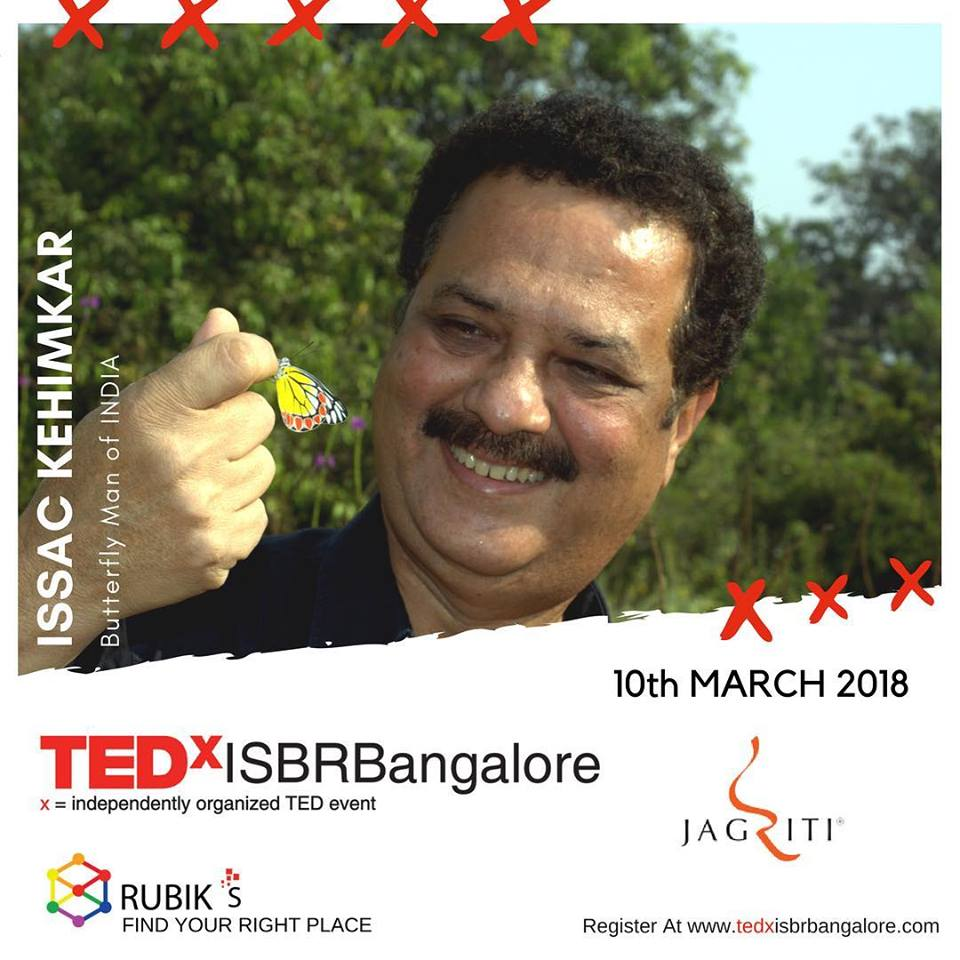 ISSAC KEHIMKAR
Butterfly Man of INDIA
10th MARCH 2018
TEDxISBRBangalore
x = independently organized TED event
JAGRITI®
RUBIK'S
FIND YOUR RIGHT PLACE
Register At www.tedxisbrbangalore.com